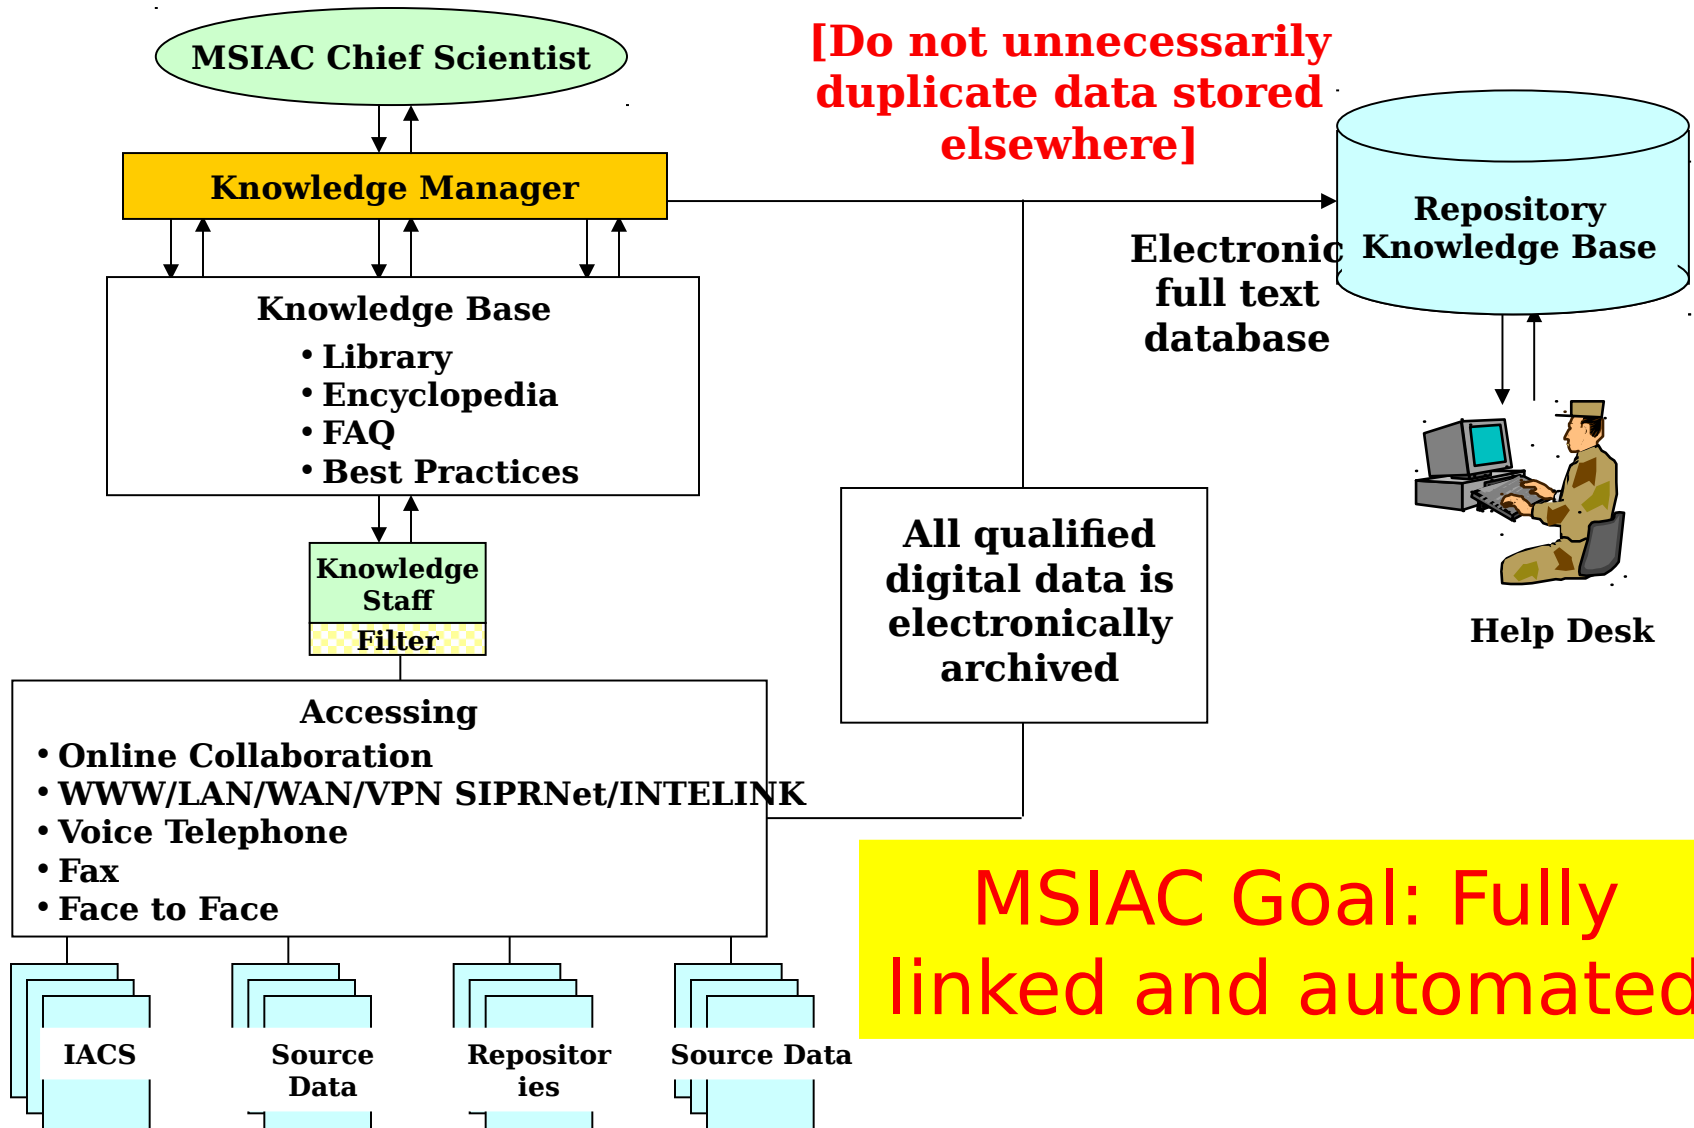 MSIAC Chief Scientist
[Do not unnecessarily
duplicate data stored
elsewhere]
Knowledge Manager
Repository
Knowledge Base
Electronic
full text
database
Knowledge Base
• Library
• Encyclopedia
• FAQ
• Best Practices
All qualified
digital data is
electronically
archived
Knowledge
Staff
Filter
Help Desk
Accessing
• Online Collaboration
• WWW/LAN/WAN/VPN SIPRNet/INTELINK
• Voice Telephone
• Fax
• Face to Face
MSIAC Goal: Fully
linked and automated
IACS
Source
Data
Repositor
ies
Source Data